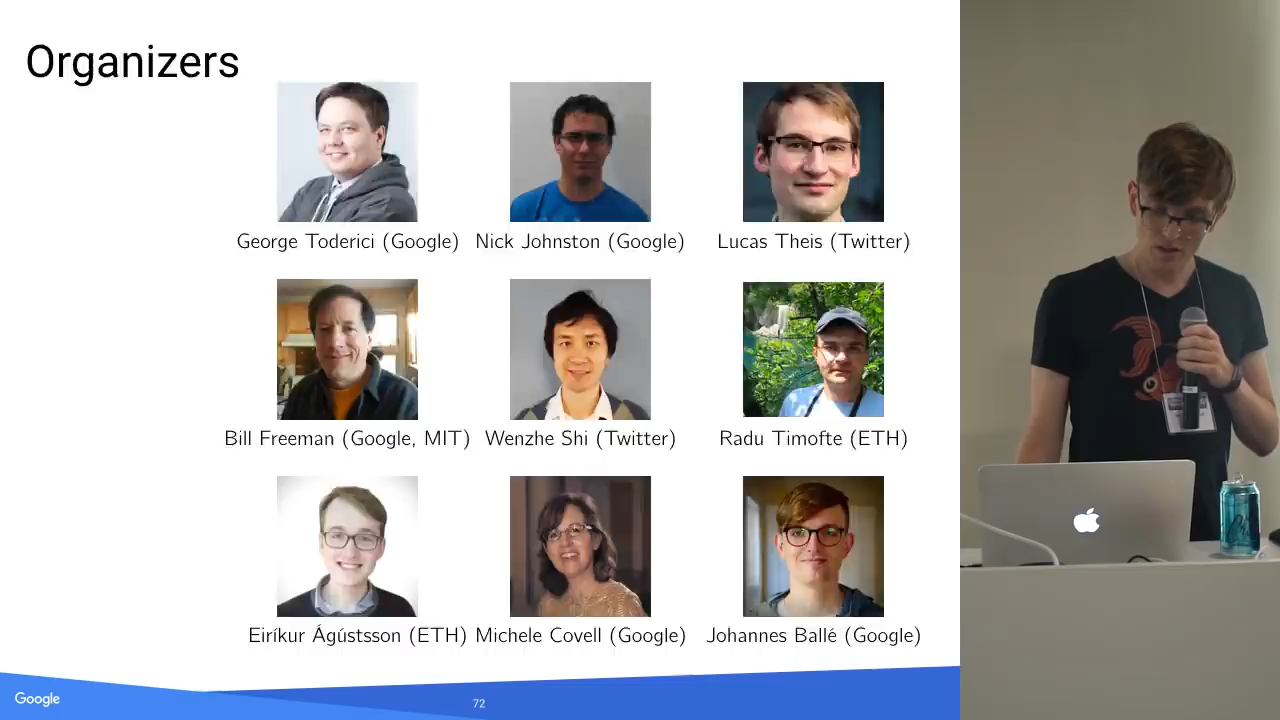 Organizers
George Toderici (Google) Nick Johnston (Google) Lucas Theis (Twitter)
Bill Freeman (Google, MIT) Wenzhe Shi (Twitter) Radu Timofte (ETH)
Eiríkur Ágústsson (ETH) Michele Covell (Google) Johannes Ballé (Google)
Google
72